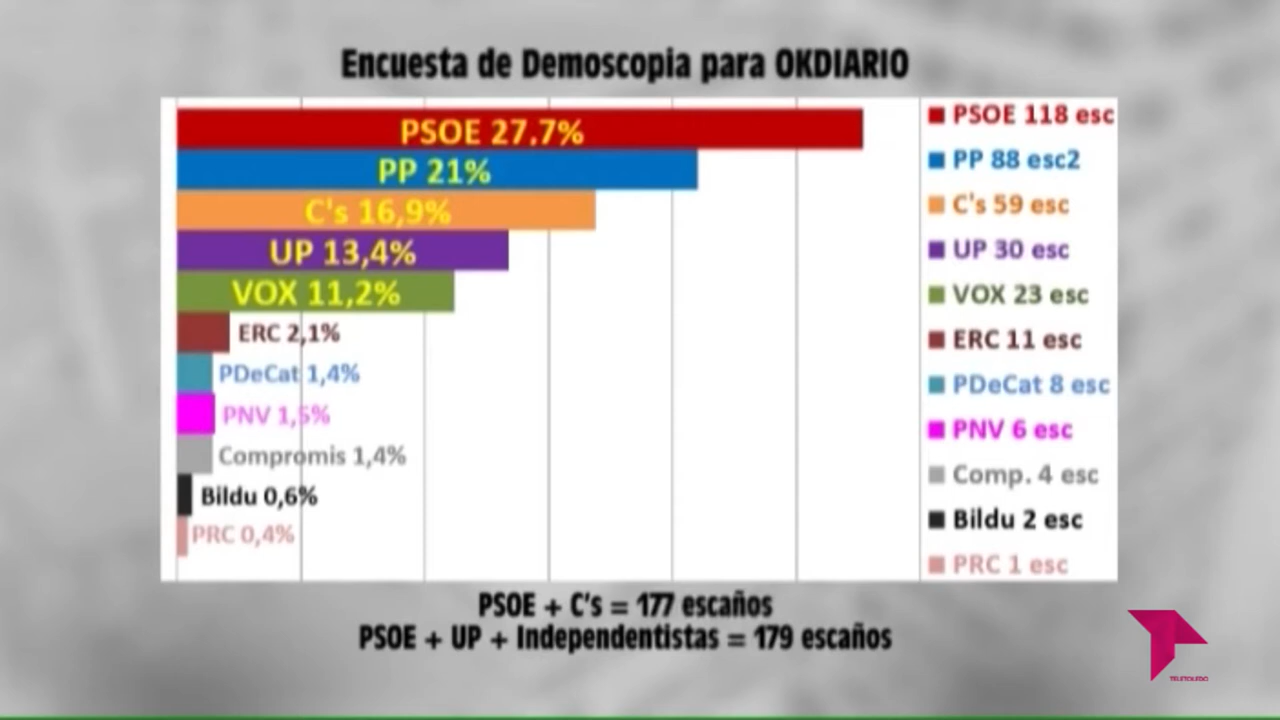 Encuesta de Demoscopia para OKDIARIO
PSOE 27,7%
PP 21%
C's 16,9%
UP 13,4%
VOX 11,2%
ERC 2,1%
PDeCat 1,4%
PNV 1,5%
Compromis 1,4%
Bildu 0,6%
PRC 0,4%
PSOE 118 esc
PP 88 esc2
C's 59 esc
UP 30 esc
VOX 23 esc
ERC 11 esc
PDeCat 8 esc
PNV 6 esc
Comp. 4 esc
Bildu 2 esc
PRC 1 esc
PSOE + C's = 177 escaños
PSOE + UP + Independentistas = 179 escaños
TELETOLEDO